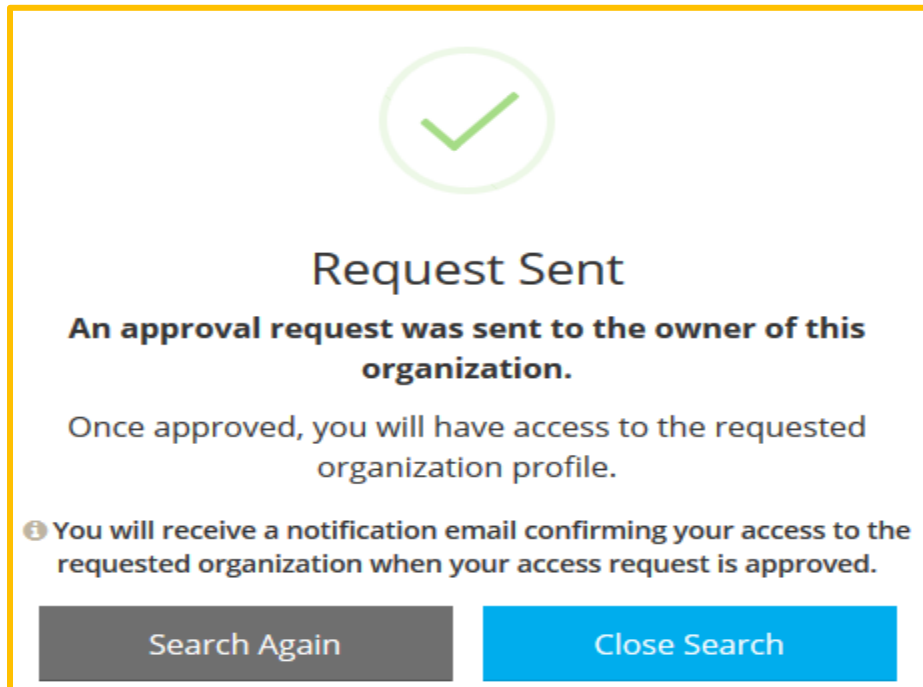 Request Sent
An approval request was sent to the owner of this
organization.
Once approved, you will have access to the requested
organization profile.
You will receive a notification email confirming your access to the
requested organization when your access request is approved.
Search Again
Close Search